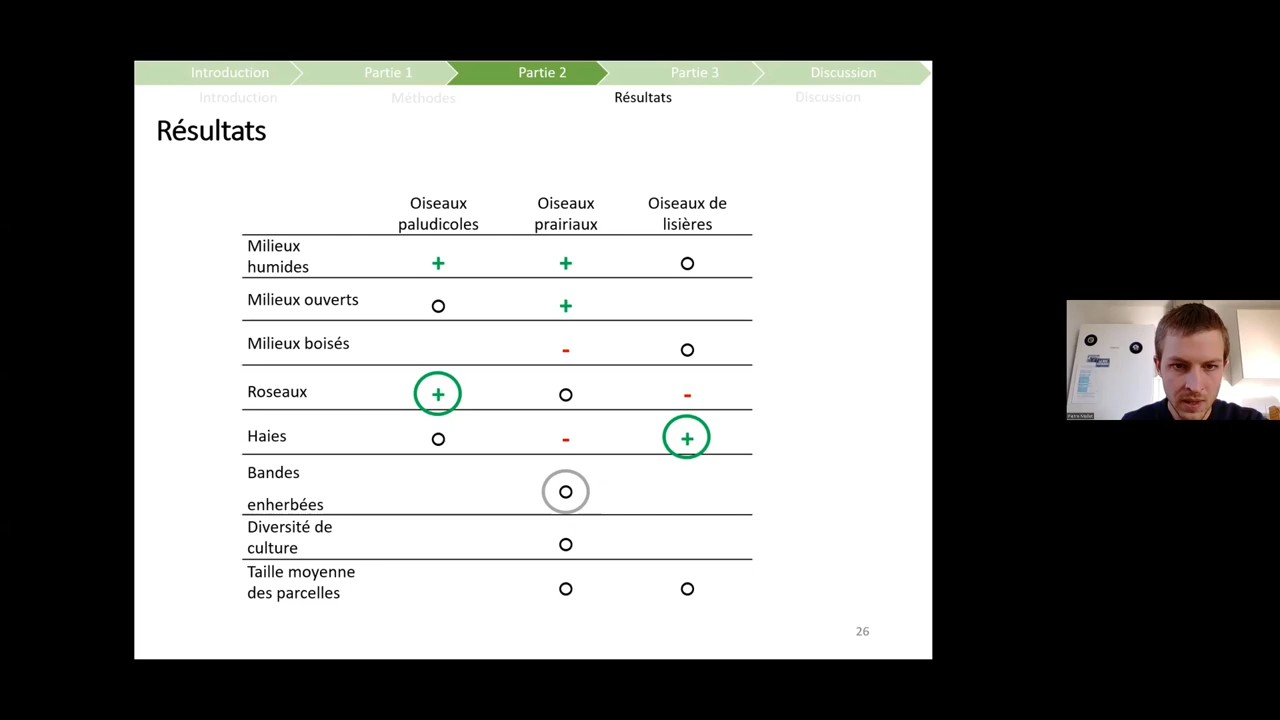 Introduction
Partie 1
Partie 2
Partie 3
Discussion
Introduction
Méthodes
Résultats
Discussion
Résultats
Oiseaux paludicoles
Oiseaux prairiaux
Oiseaux de lisières
Milieux humides + + o
Milieux ouverts o +
Milieux boisés - o
Roseaux + o -
Haies o - +
Bandes enherbées o
Diversité de culture o
Taille moyenne des parcelles o o
26